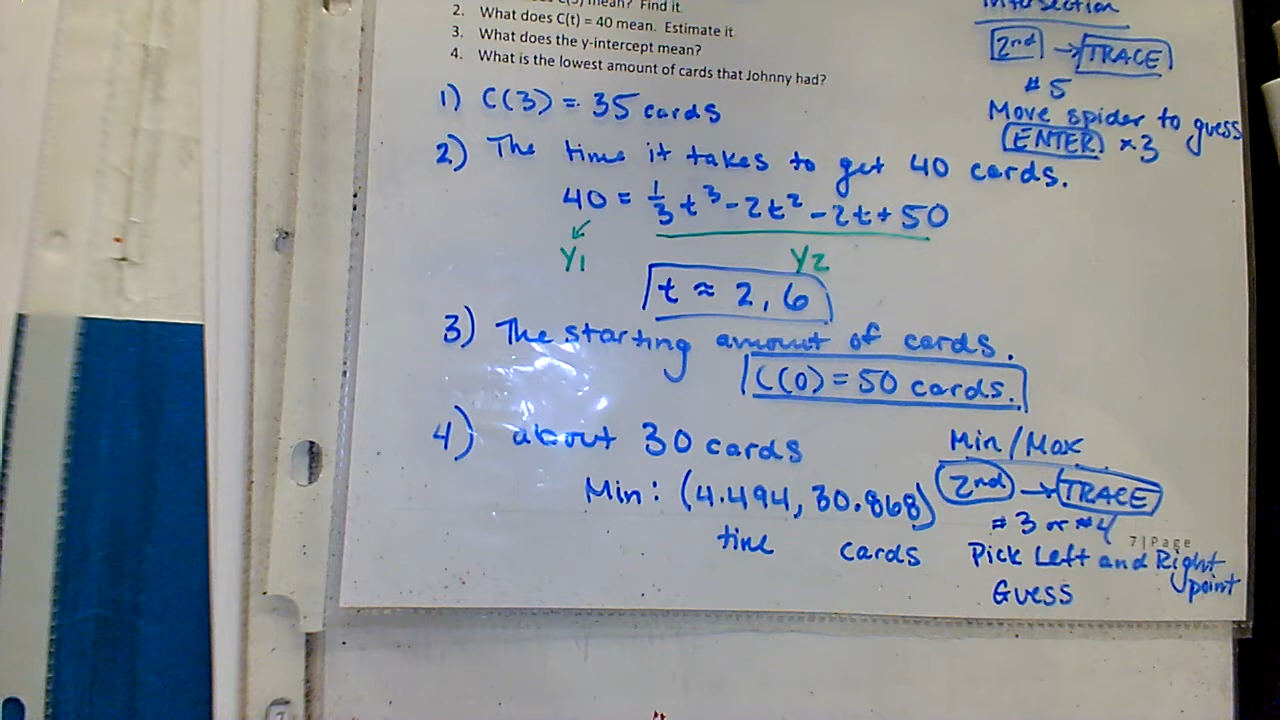 mean? Find it.
2. What does C(t) = 40 mean. Estimate it.
3. What does the y-intercept mean?
4. What is the lowest amount of cards that Johnny had?
Intersection
2nd → TRACE
#5
Move spider to guess
ENTER ×3
1) C(3) = 35 cards
2) The time it takes to get 40 cards.
40 = 1/3 t³ - 2t² - 2t + 50
Y1 Y2
t ≈ 2, 6
3) The starting amount of cards.
C(0) = 50 cards.
4) about 30 cards
Min: (4.494, 30.868)
time cards
Min/Max
2nd → TRACE
#3 or #4
7 | Page
Pick Left and Right point
Guess